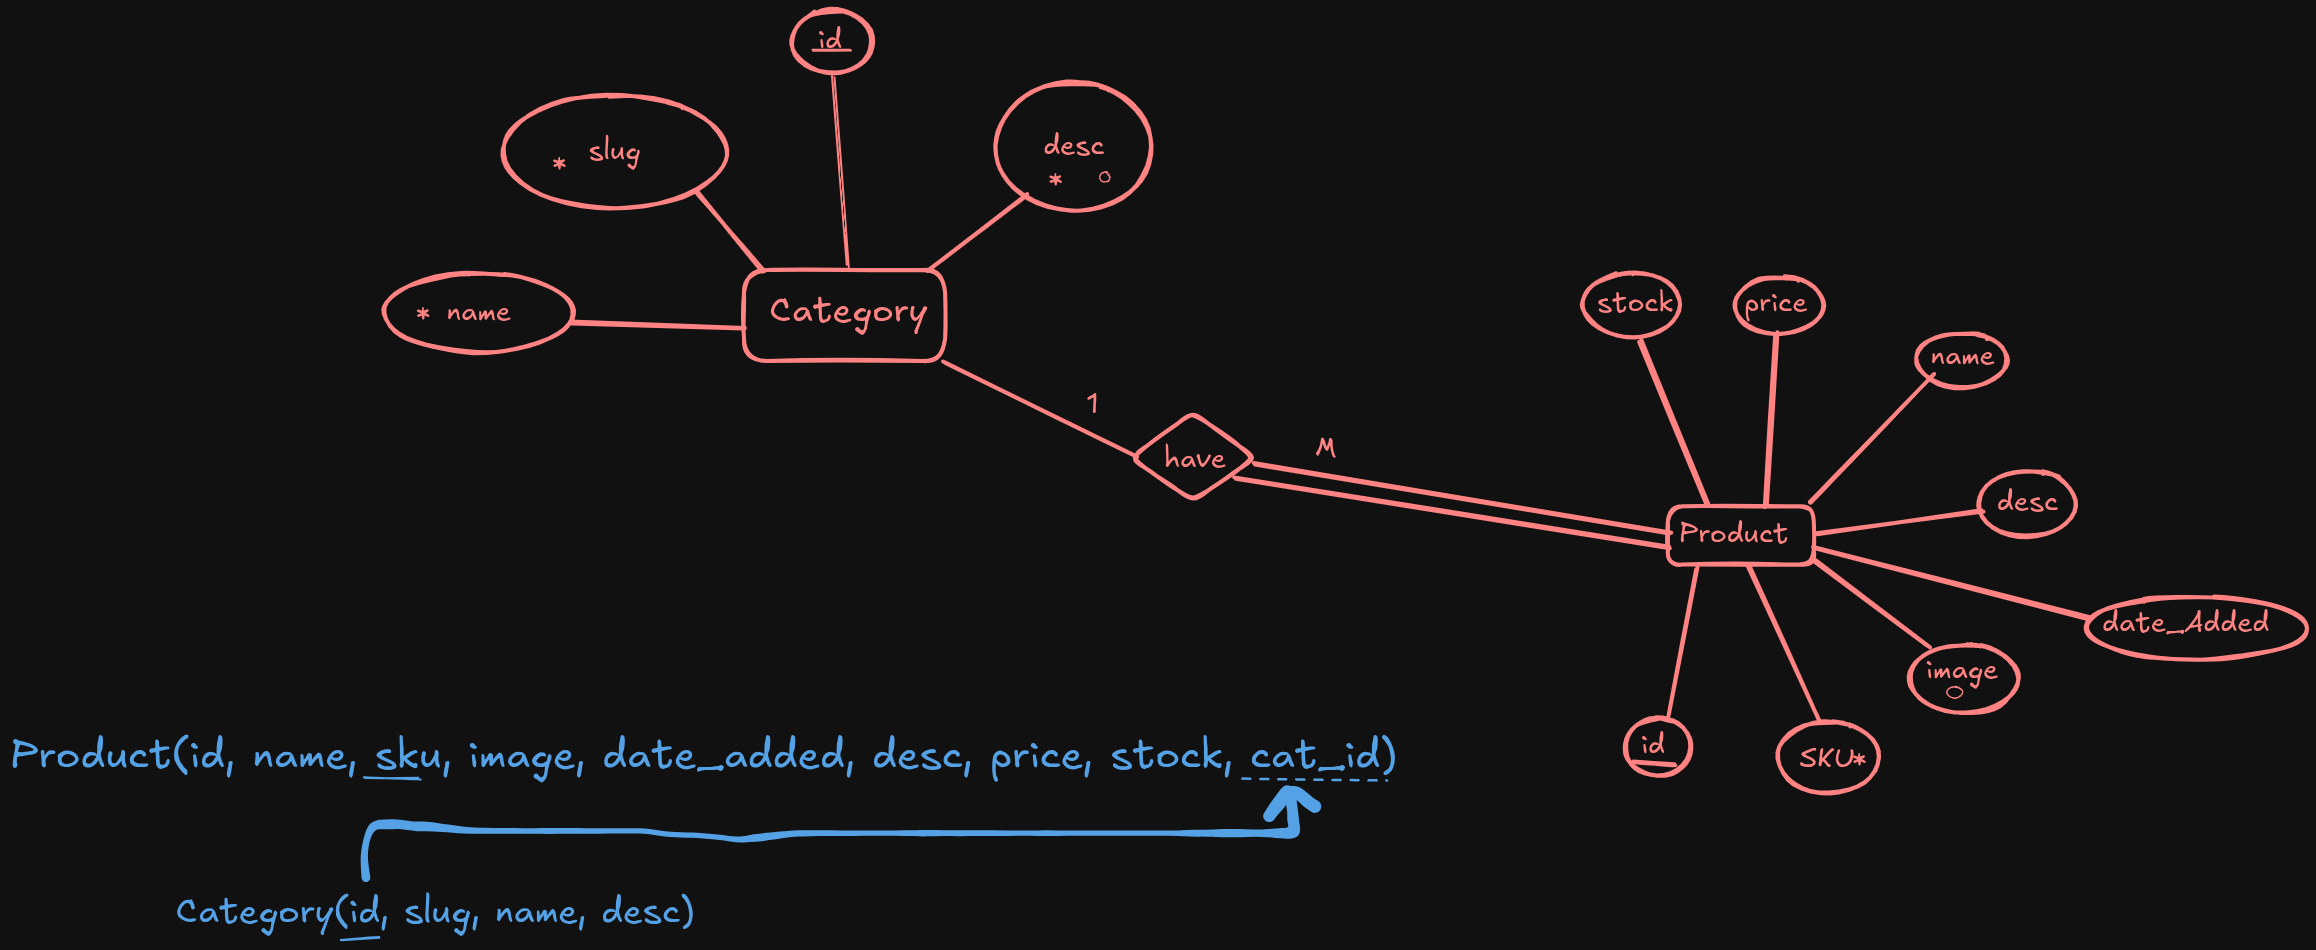 id
* slug
desc
* o
* name
Category
1
have
M
stock
price
name
desc
Product
date_Added
image
o
id
SKU*
Product(id, name, sku, image, date_added, desc, price, stock, cat_id)
Category(id, slug, name, desc)